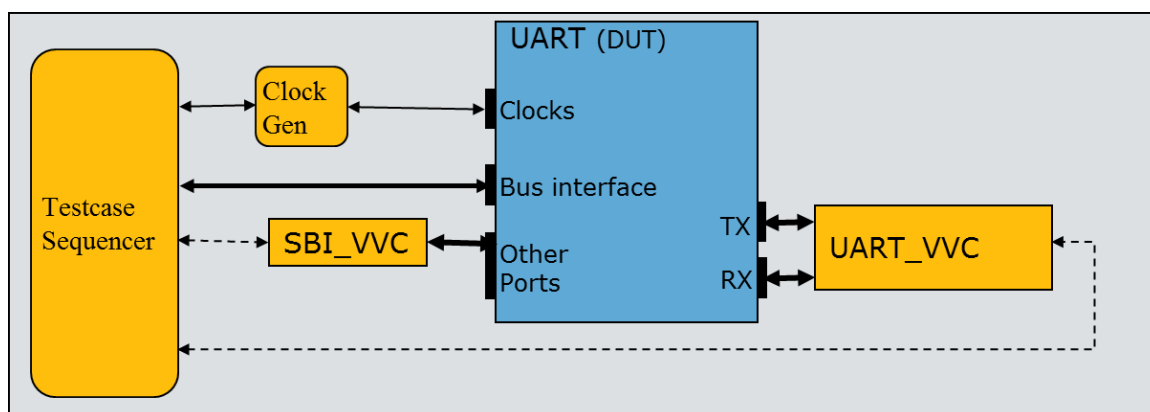 UART (DUT)
Clock
Gen
Clocks
Bus interface
Testcase
Sequencer
SBI_VVC
Other
Ports
TX
RX
UART_VVC